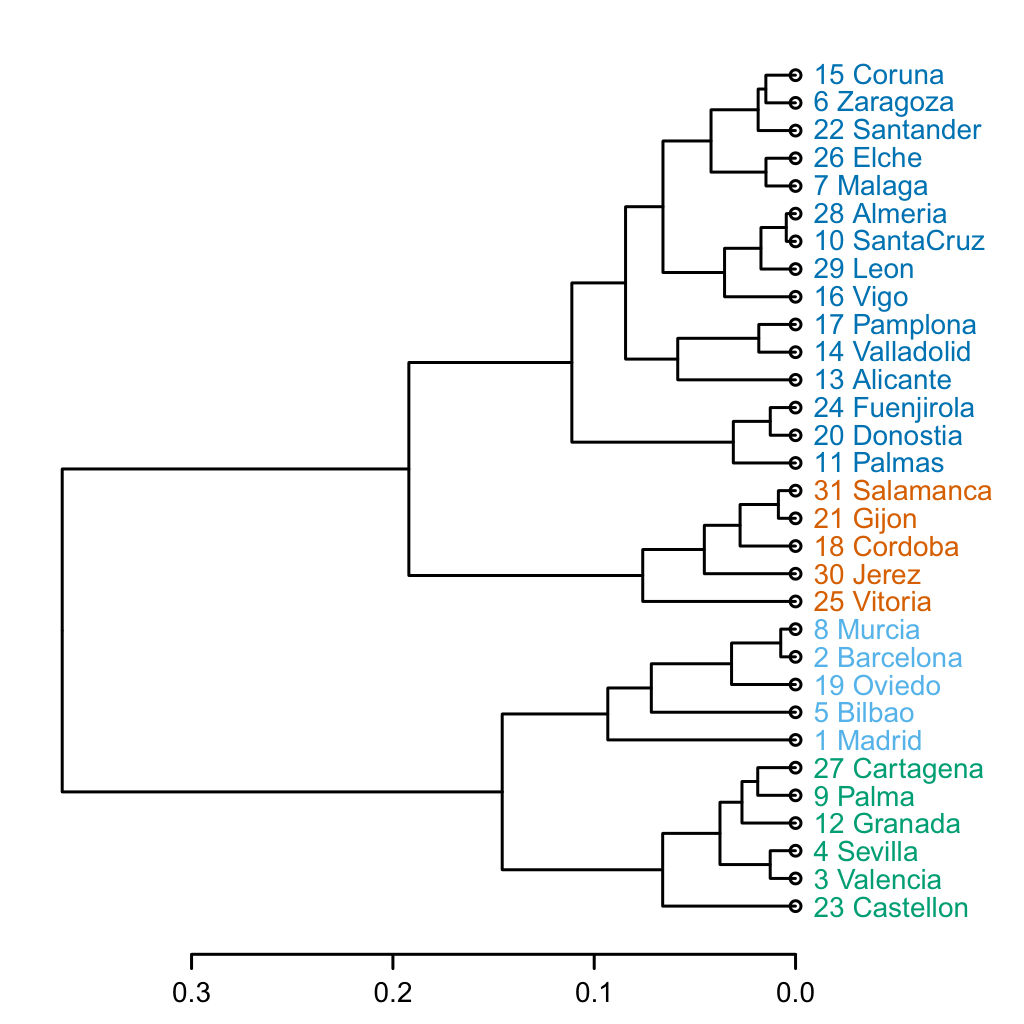 15 Coruna
6 Zaragoza
22 Santander
26 Elche
7 Malaga
28 Almeria
10 SantaCruz
29 Leon
16 Vigo
17 Pamplona
14 Valladolid
13 Alicante
24 Fuenjirola
20 Donostia
11 Palmas
31 Salamanca
21 Gijon
18 Cordoba
30 Jerez
25 Vitoria
8 Murcia
2 Barcelona
19 Oviedo
5 Bilbao
1 Madrid
27 Cartagena
9 Palma
12 Granada
4 Sevilla
3 Valencia
23 Castellon
0.3 0.2 0.1 0.0